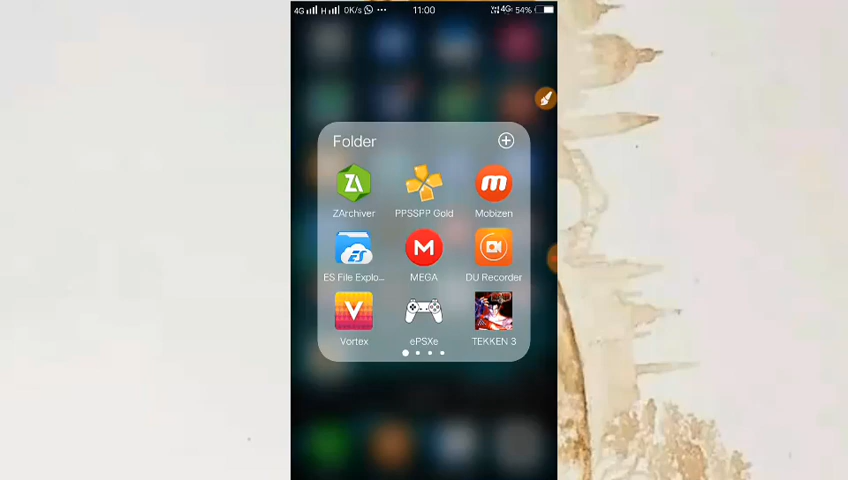 4G H 0K/s 11:00 4G 54%
Folder
ZArchiver PPSSPP Gold Mobizen
ES File Explo... MEGA DU Recorder
Vortex ePSXe TEKKEN 3